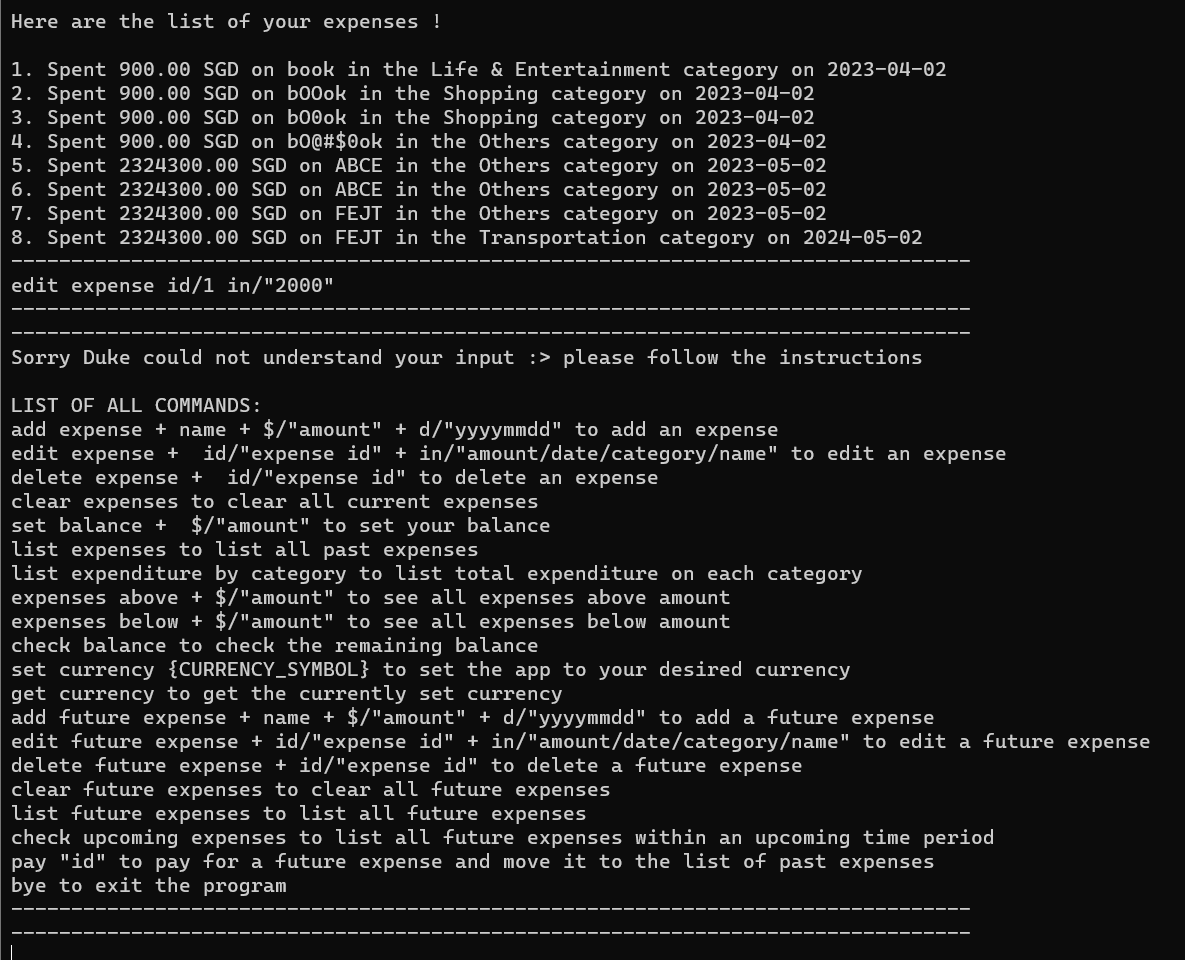 Here are the list of your expenses !
1. Spent 900.00 SGD on book in the Life & Entertainment category on 2023-04-02
2. Spent 900.00 SGD on bOOok in the Shopping category on 2023-04-02
3. Spent 900.00 SGD on bO0ok in the Shopping category on 2023-04-02
4. Spent 900.00 SGD on bO@#$0ok in the Others category on 2023-04-02
5. Spent 2324300.00 SGD on ABCE in the Others category on 2023-05-02
6. Spent 2324300.00 SGD on ABCE in the Others category on 2023-05-02
7. Spent 2324300.00 SGD on FEJT in the Others category on 2023-05-02
8. Spent 2324300.00 SGD on FEJT in the Transportation category on 2024-05-02
--------------------------------------------------------------------------------
edit expense id/1 in/"2000"
--------------------------------------------------------------------------------
--------------------------------------------------------------------------------
Sorry Duke could not understand your input :> please follow the instructions
LIST OF ALL COMMANDS:
add expense + name + $/"amount" + d/"yyyymmdd" to add an expense
edit expense +  id/"expense id" + in/"amount/date/category/name" to edit an expense
delete expense +  id/"expense id" to delete an expense
clear expenses to clear all current expenses
set balance +  $/"amount" to set your balance
list expenses to list all past expenses
list expenditure by category to list total expenditure on each category
expenses above + $/"amount" to see all expenses above amount
expenses below + $/"amount" to see all expenses below amount
check balance to check the remaining balance
set currency {CURRENCY_SYMBOL} to set the app to your desired currency
get currency to get the currently set currency
add future expense + name + $/"amount" + d/"yyyymmdd" to add a future expense
edit future expense + id/"expense id" + in/"amount/date/category/name" to edit a future expense
delete future expense + id/"expense id" to delete a future expense
clear future expenses to clear all future expenses
list future expenses to list all future expenses
check upcoming expenses to list all future expenses within an upcoming time period
pay "id" to pay for a future expense and move it to the list of past expenses
bye to exit the program
--------------------------------------------------------------------------------
--------------------------------------------------------------------------------